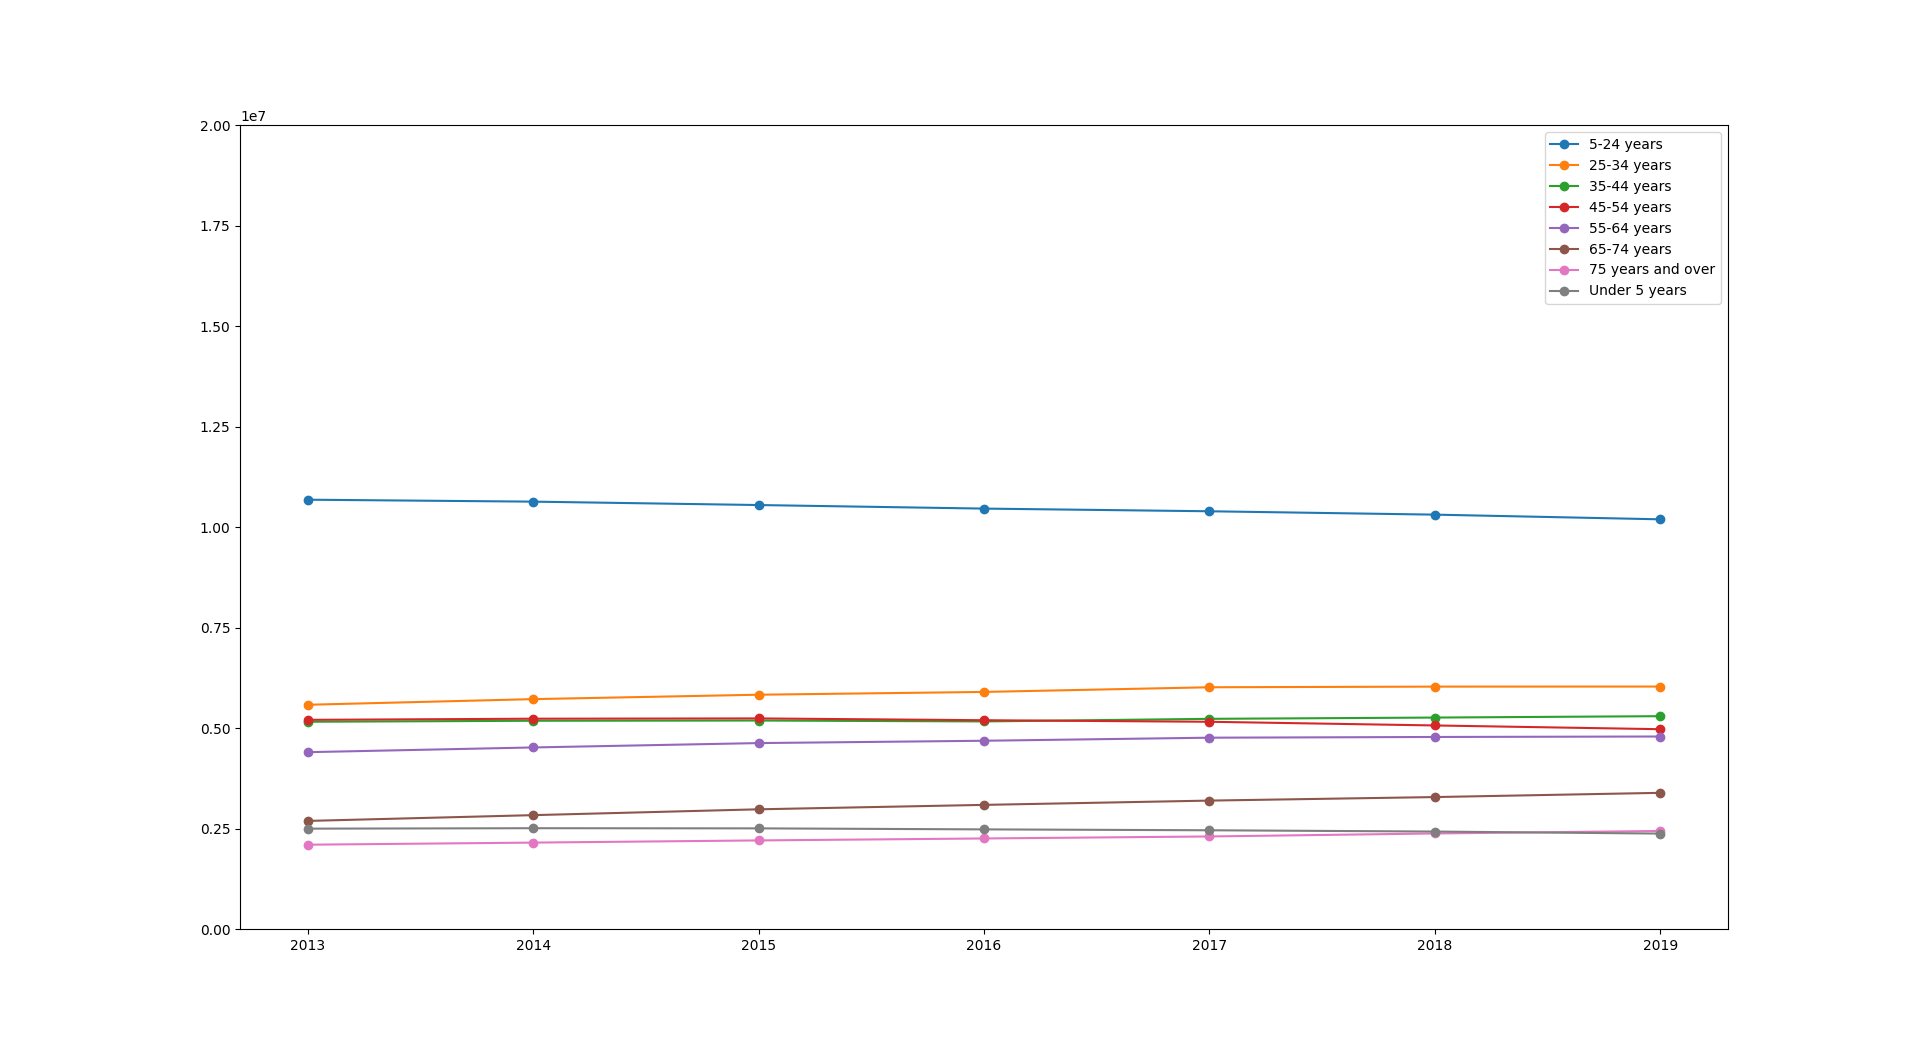 1e7
2.00
1.75
1.50
1.25
1.00
0.75
0.50
0.25
0.00
2013 2014 2015 2016 2017 2018 2019
5-24 years
25-34 years
35-44 years
45-54 years
55-64 years
65-74 years
75 years and over
Under 5 years